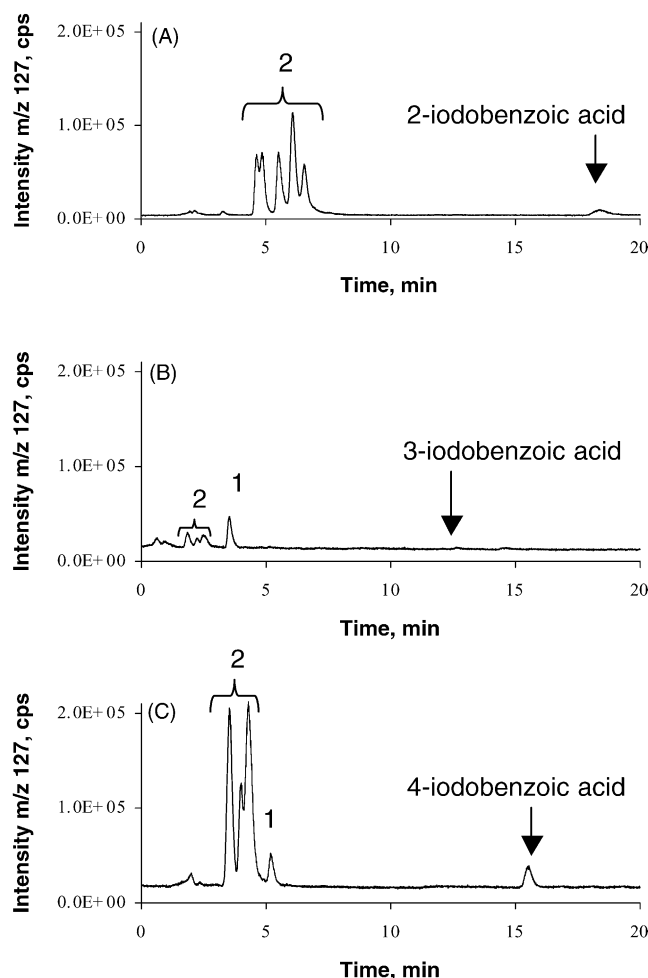 (A)
2
2-iodobenzoic acid
Intensity m/z 127, cps
2.0E+05
1.0E+05
0.0E+00
0 5 10 15 20
Time, min
(B)
2 1
3-iodobenzoic acid
Intensity m/z 127, cps
2.0E+05
1.0E+05
0.0E+00
0 5 10 15 20
Time, min
(C)
2
1
4-iodobenzoic acid
Intensity m/z 127, cps
2.0E+05
1.0E+05
0.0E+00
0 5 10 15 20
Time, min